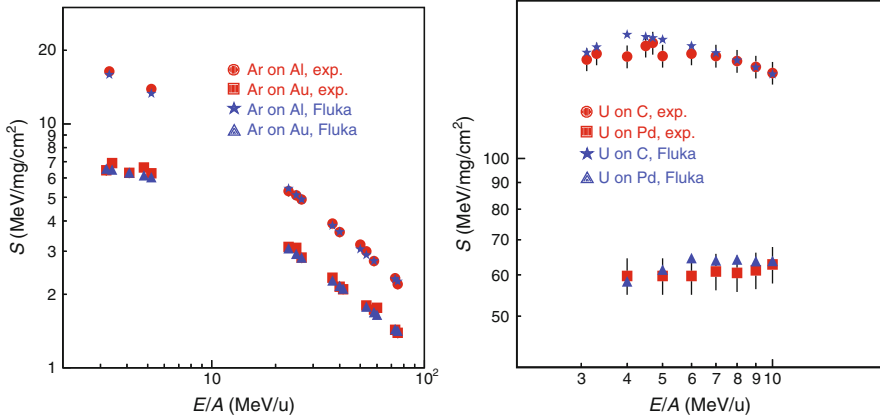 20
10
9
8
7
6
5
4
3
2
1
S (MeV/mg/cm²)
Ar on Al, exp.
Ar on Au, exp.
Ar on Al, Fluka
Ar on Au, Fluka
10
10²
E/A (MeV/u)
S (MeV/mg/cm²)
100
90
80
70
60
50
U on C, exp.
U on Pd, exp.
U on C, Fluka
U on Pd, Fluka
3 4 5 6 7 8 9 10
E/A (MeV/u)